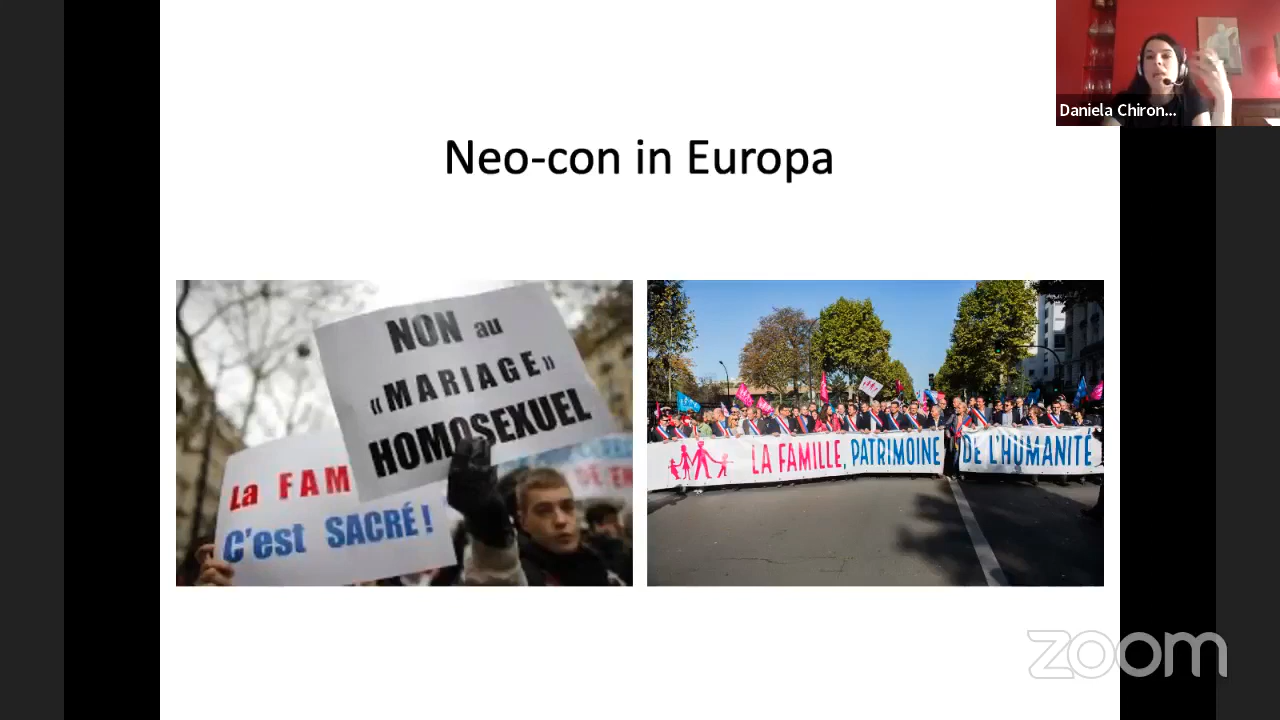 Daniela Chiron...
Neo-con in Europa
NON au
«MARIAGE»
HOMOSEXUEL
La FAM
C'est SACRÉ!
LA FAMILLE, PATRIMOINE DE L'HUMANITÉ
zoom